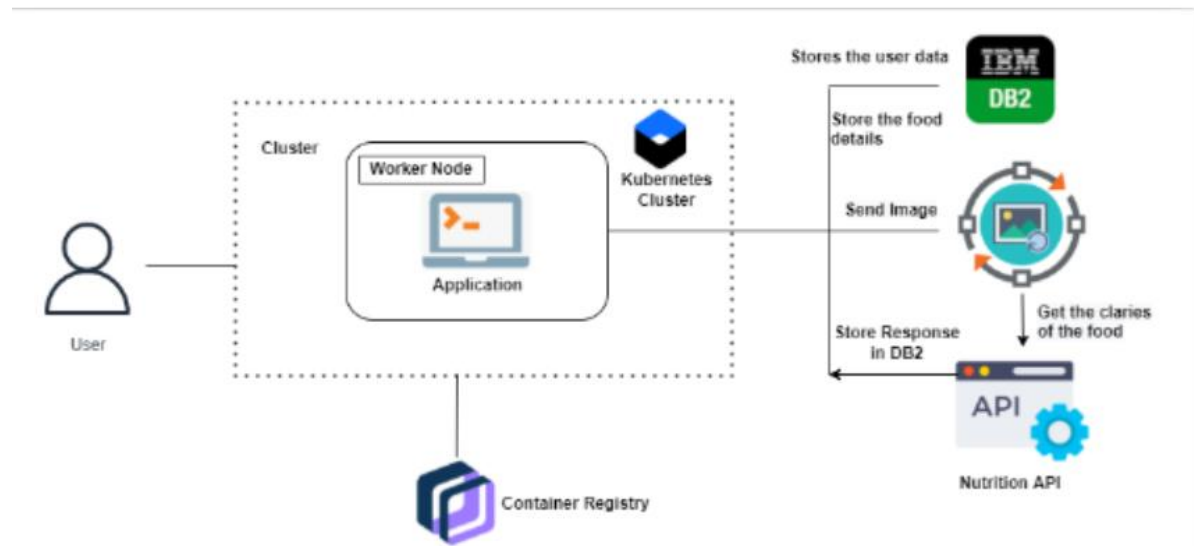 Stores the user data
IBM
DB2
Store the food
details
Cluster
Worker Node
Kubernetes
Cluster
Send Image
Application
User
Get the claries
of the food
Store Response
in DB2
API
Nutrition API
Container Registry